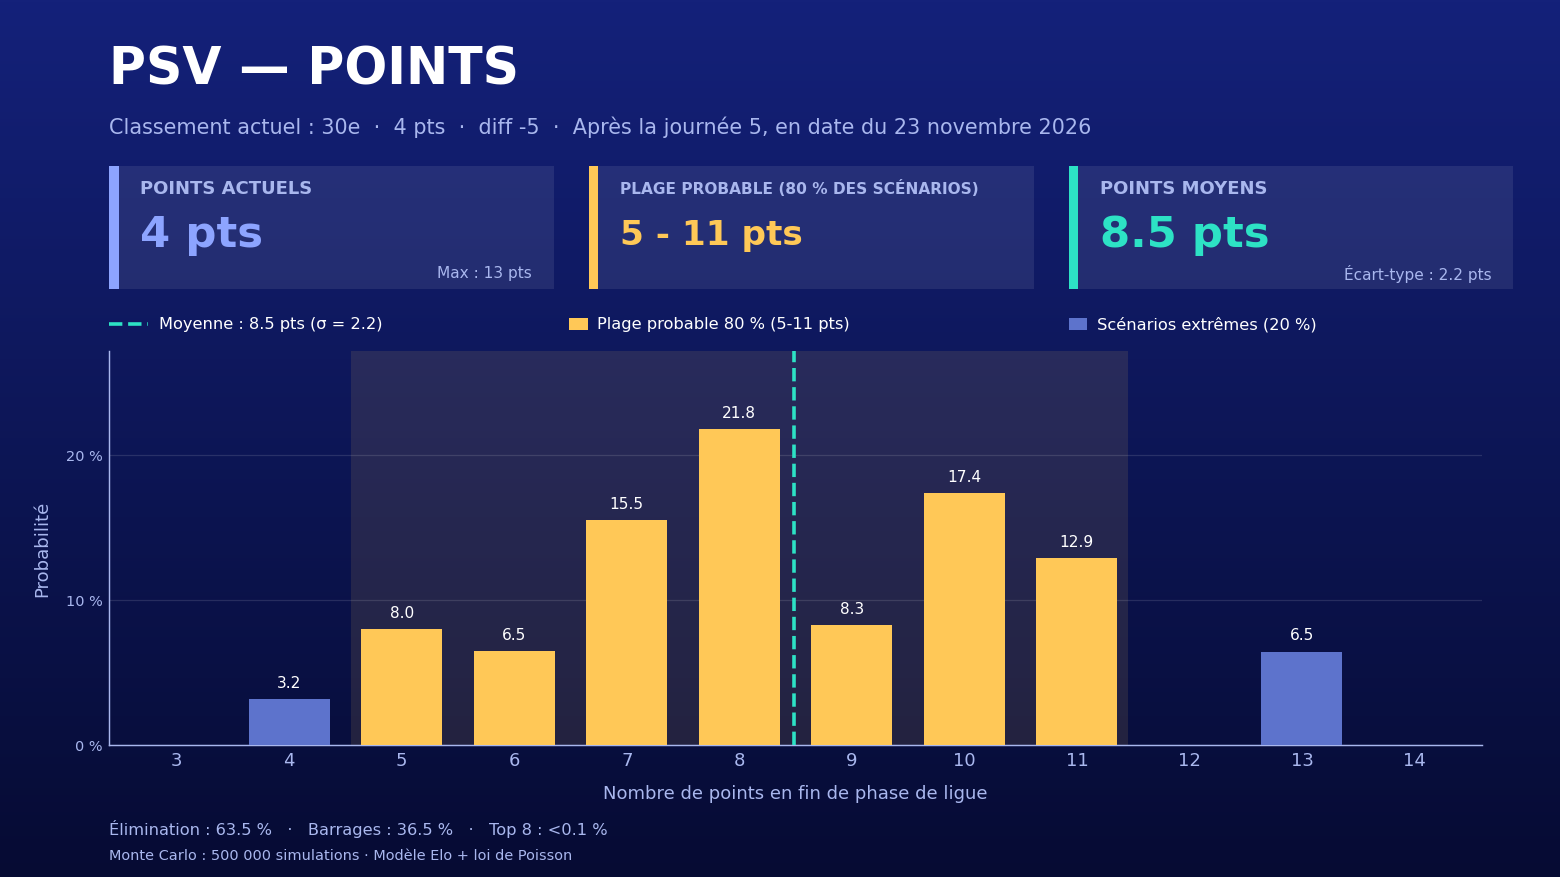 PSV — POINTS
Classement actuel : 30e · 4 pts · diff -5 · Après la journée 5, en date du 23 novembre 2026
POINTS ACTUELS
4 pts
Max : 13 pts
PLAGE PROBABLE (80 % DES SCÉNARIOS)
5 - 11 pts
POINTS MOYENS
8.5 pts
Écart-type : 2.2 pts
Moyenne : 8.5 pts (σ = 2.2)
Plage probable 80 % (5-11 pts)
Scénarios extrêmes (20 %)
Probabilité
20 %
10 %
0 %
3.2
8.0
6.5
15.5
21.8
8.3
17.4
12.9
6.5
3 4 5 6 7 8 9 10 11 12 13 14
Nombre de points en fin de phase de ligue
Élimination : 63.5 % · Barrages : 36.5 % · Top 8 : <0.1 %
Monte Carlo : 500 000 simulations · Modèle Elo + loi de Poisson